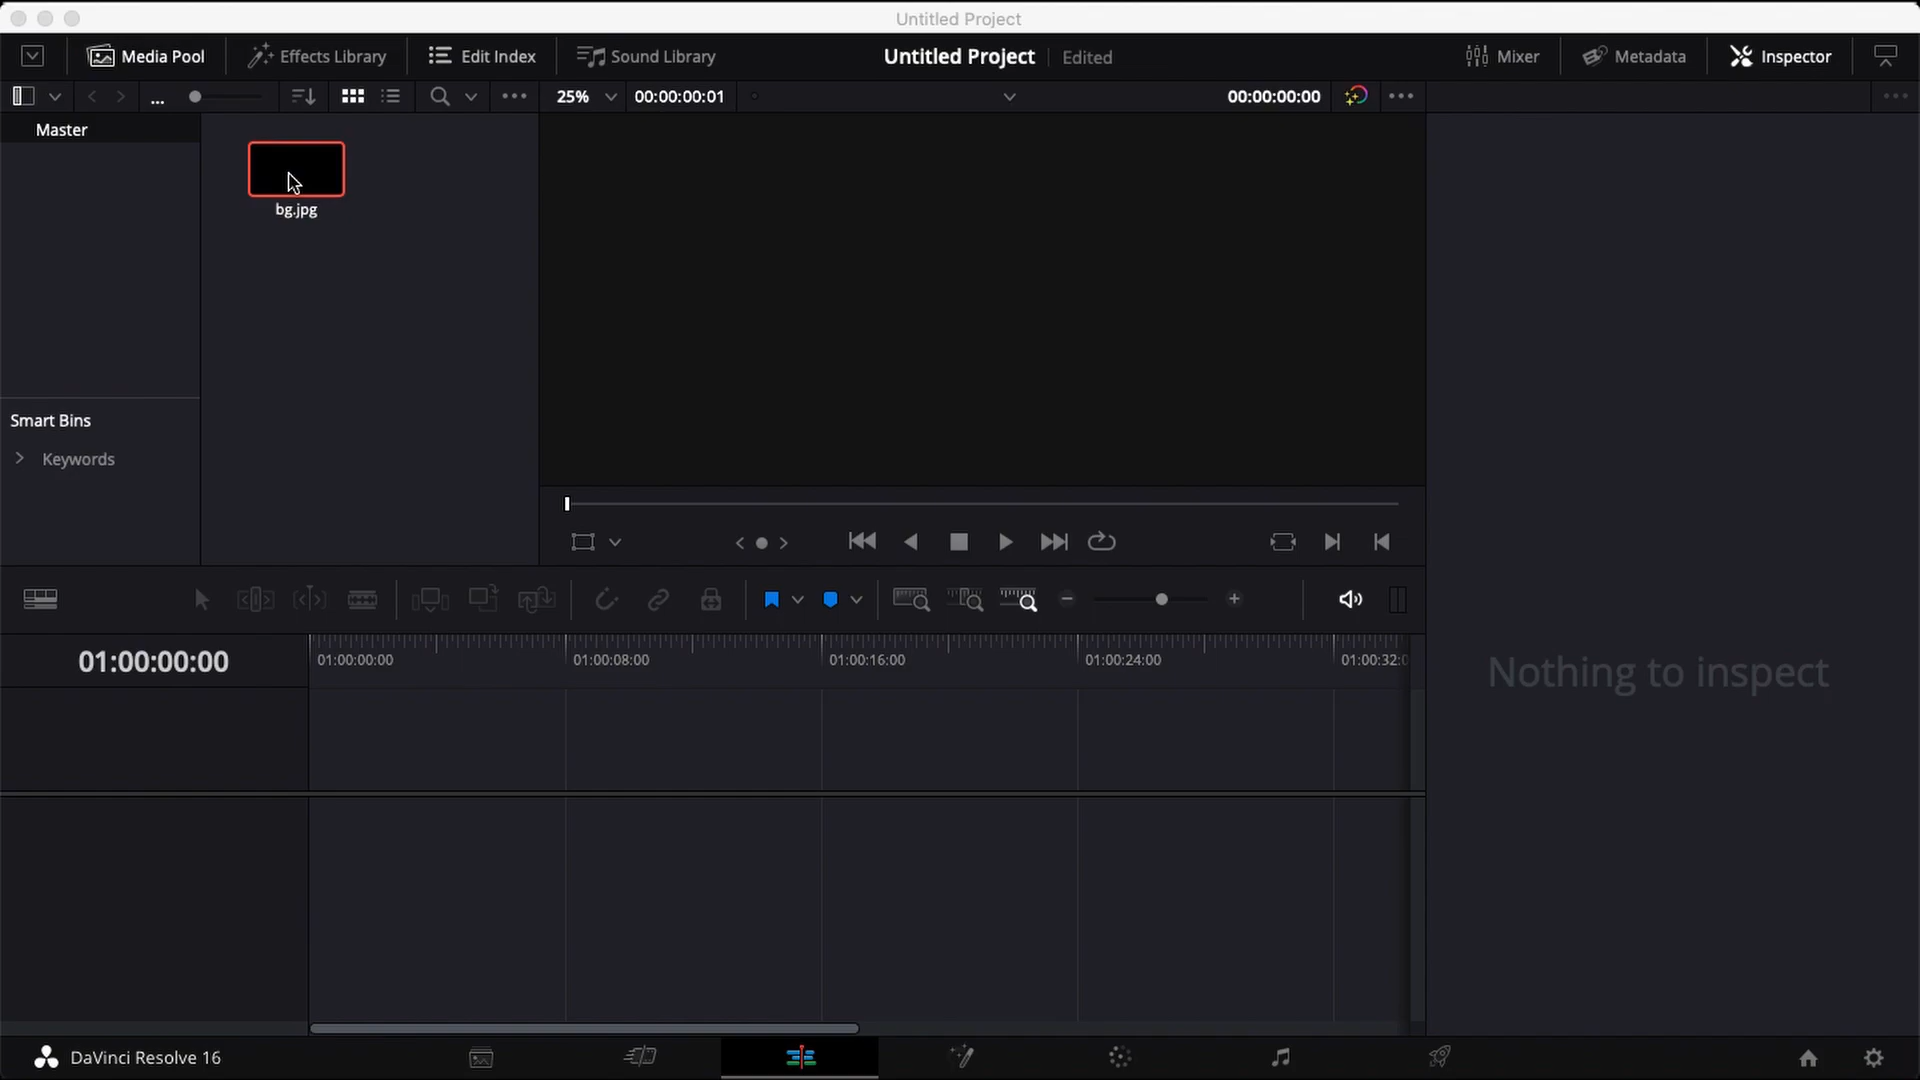 Untitled Project
Media Pool
Effects Library
Edit Index
Sound Library
Untitled Project
Edited
Mixer
Metadata
Inspector
...
25%
00:00:00:01
00:00:00:00
Master
bg.jpg
Smart Bins
Keywords
01:00:00:00
01:00:00:00
01:00:08:00
01:00:16:00
01:00:24:00
01:00:32:0
Nothing to inspect
DaVinci Resolve 16